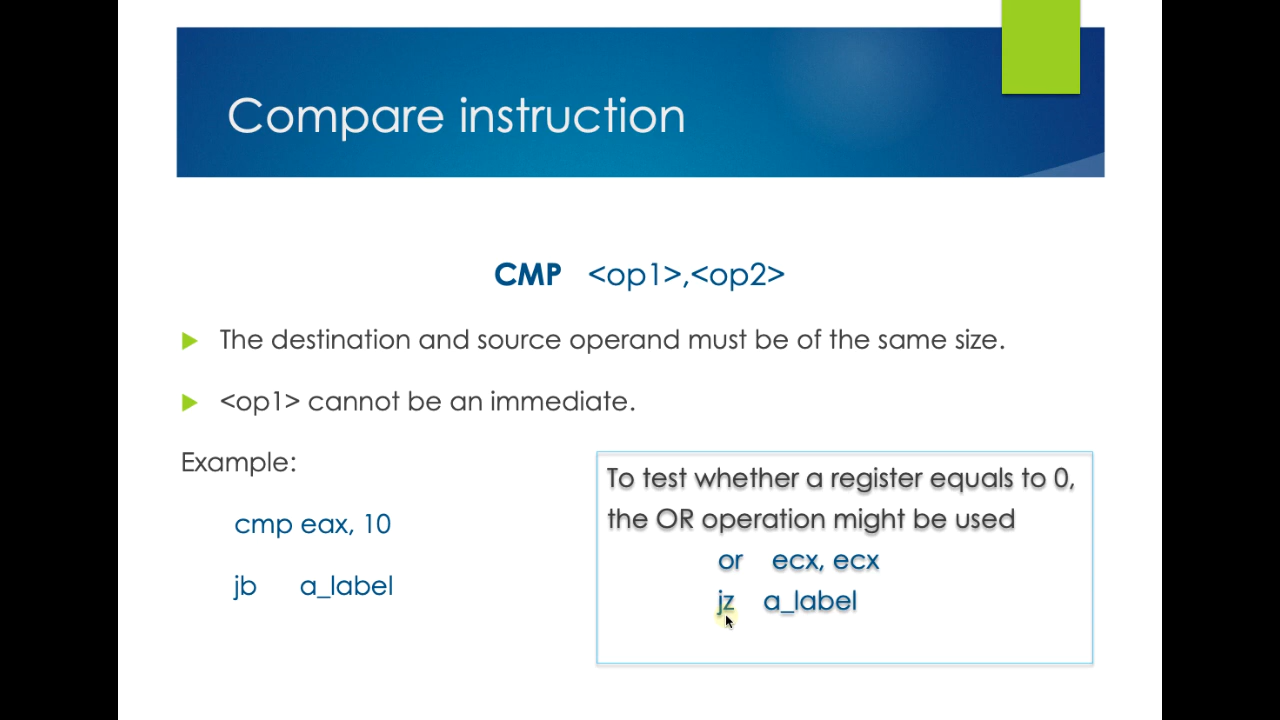 Compare instruction
CMP <op1>,<op2>
The destination and source operand must be of the same size.
<op1> cannot be an immediate.
Example:
cmp eax, 10
jb a_label
To test whether a register equals to 0,
the OR operation might be used
or ecx, ecx
jz a_label